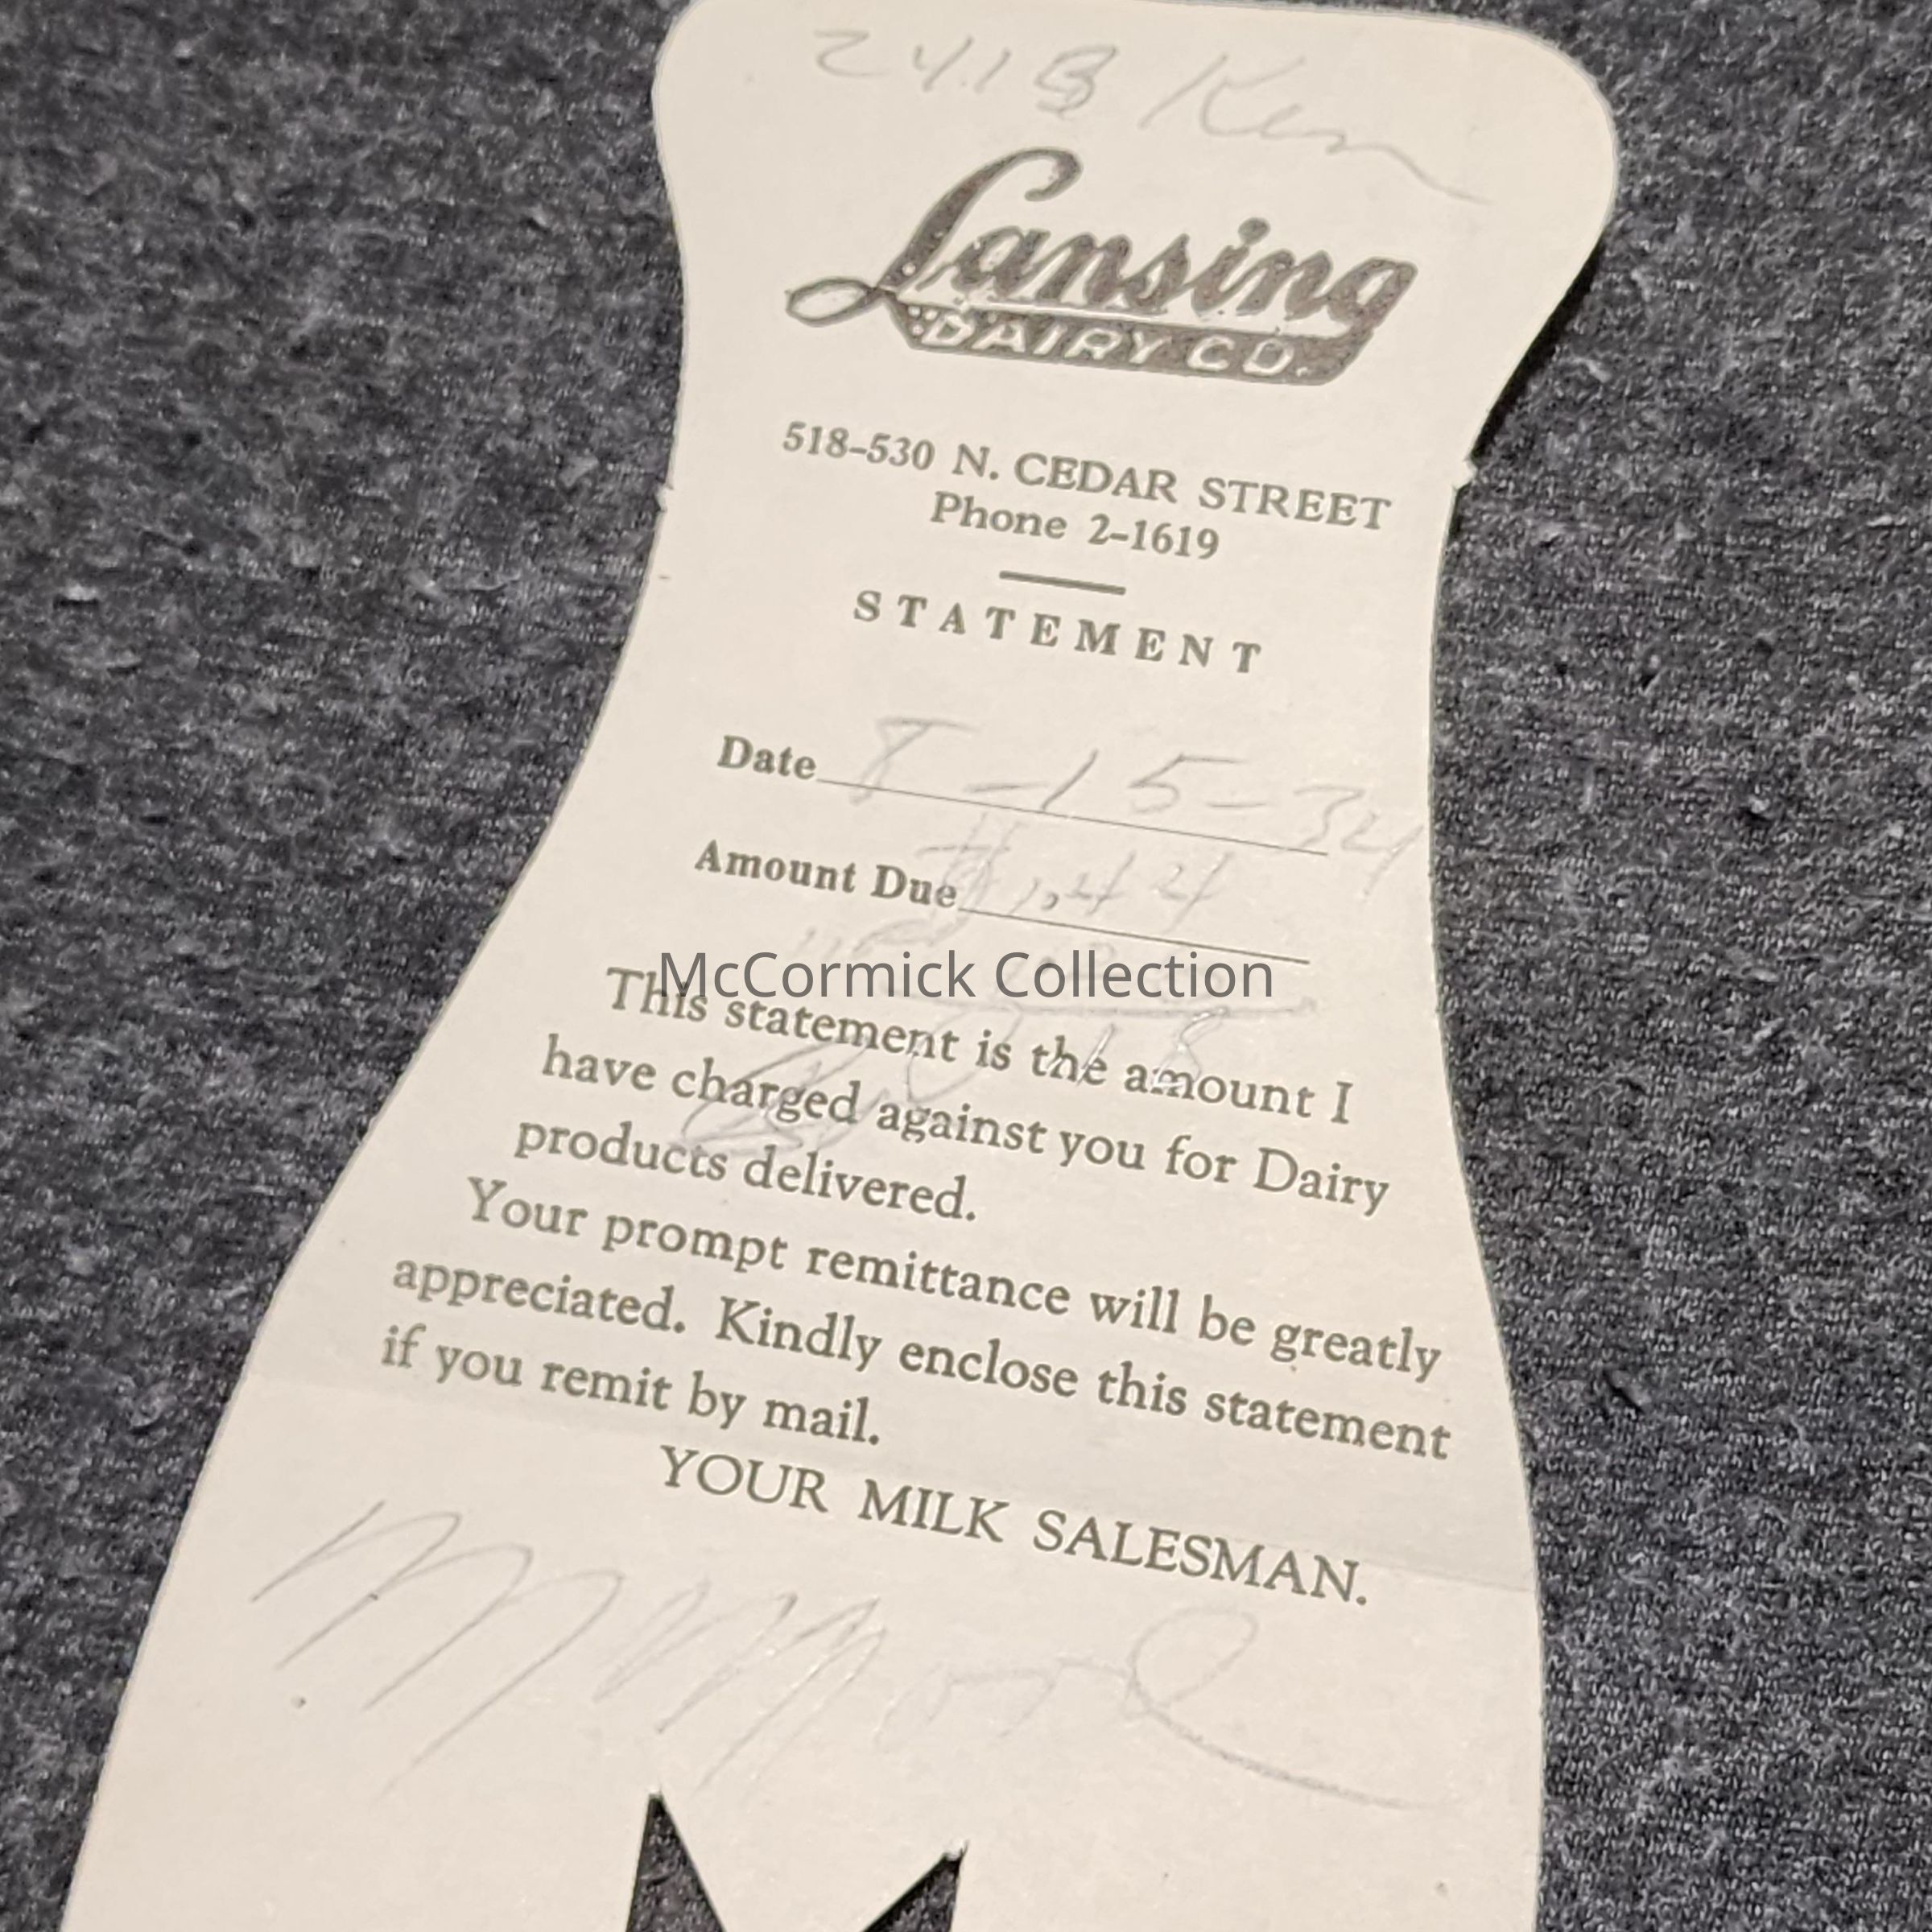 2418 Ken
Lansing
DAIRY CO.
518-530 N. CEDAR STREET
Phone 2-1619
STATEMENT
Date 8-15-34
Amount Due 1.44
McCormick Collection
This statement is the amount I
have charged against you for Dairy
products delivered.
Your prompt remittance will be greatly
appreciated. Kindly enclose this statement
if you remit by mail.
YOUR MILK SALESMAN.